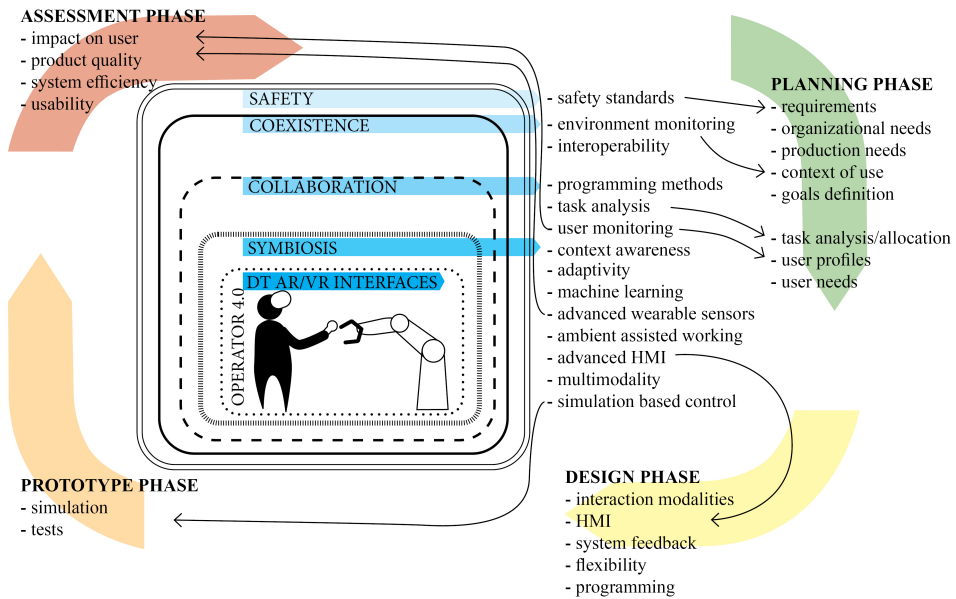 ASSESSMENT PHASE
- impact on user
- product quality
- system efficiency
- usability
SAFETY
COEXISTENCE
COLLABORATION
SYMBIOSIS
DT AR/VR INTERFACES
OPERATOR 4.0
- safety standards
- environment monitoring
- interoperability
- programming methods
- task analysis
- user monitoring
- context awareness
- adaptivity
- machine learning
- advanced wearable sensors
- ambient assisted working
- advanced HMI
- multimodality
- simulation based control
PLANNING PHASE
- requirements
- organizational needs
- production needs
- context of use
- goals definition
- task analysis/allocation
- user profiles
- user needs
PROTOTYPE PHASE
- simulation
- tests
DESIGN PHASE
- interaction modalities
- HMI
- system feedback
- flexibility
- programming